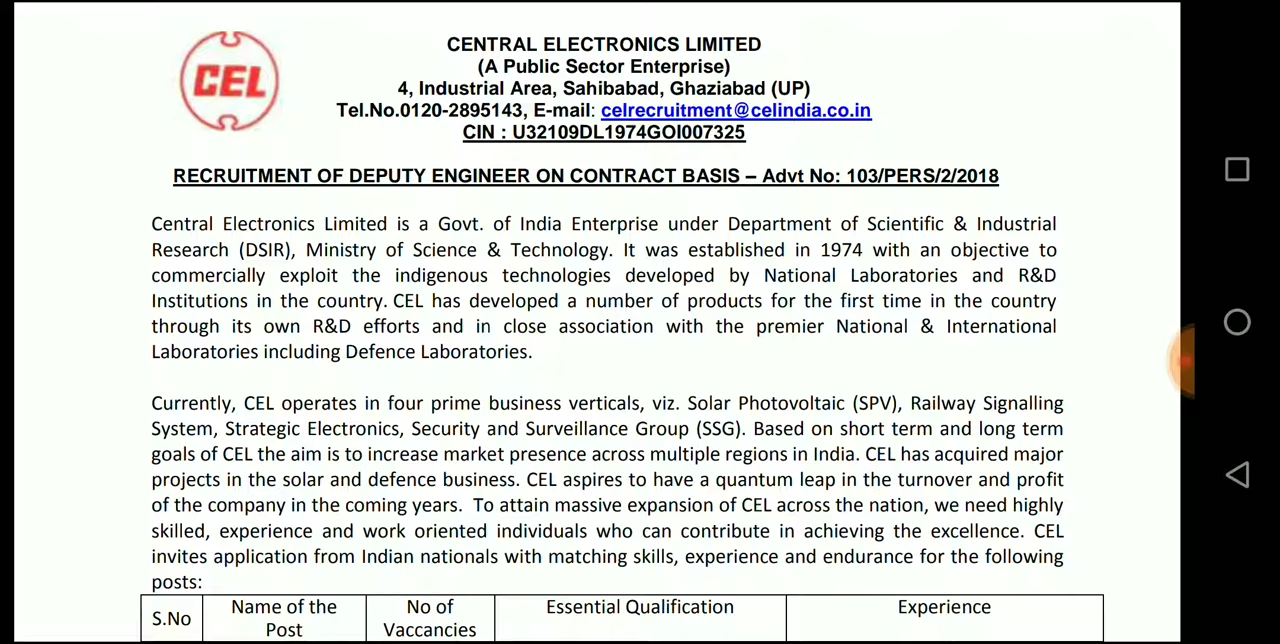 CEL
CENTRAL ELECTRONICS LIMITED
(A Public Sector Enterprise)
4, Industrial Area, Sahibabad, Ghaziabad (UP)
Tel.No.0120-2895143, E-mail: celrecruitment@celindia.co.in
CIN : U32109DL1974GOI007325
RECRUITMENT OF DEPUTY ENGINEER ON CONTRACT BASIS – Advt No: 103/PERS/2/2018
Central Electronics Limited is a Govt. of India Enterprise under Department of Scientific & Industrial
Research (DSIR), Ministry of Science & Technology. It was established in 1974 with an objective to
commercially exploit the indigenous technologies developed by National Laboratories and R&D
Institutions in the country. CEL has developed a number of products for the first time in the country
through its own R&D efforts and in close association with the premier National & International
Laboratories including Defence Laboratories.
Currently, CEL operates in four prime business verticals, viz. Solar Photovoltaic (SPV), Railway Signalling
System, Strategic Electronics, Security and Surveillance Group (SSG). Based on short term and long term
goals of CEL the aim is to increase market presence across multiple regions in India. CEL has acquired major
projects in the solar and defence business. CEL aspires to have a quantum leap in the turnover and profit
of the company in the coming years. To attain massive expansion of CEL across the nation, we need highly
skilled, experience and work oriented individuals who can contribute in achieving the excellence. CEL
invites application from Indian nationals with matching skills, experience and endurance for the following
posts:
S.No Name of the No of Essential Qualification Experience
Post Vaccancies